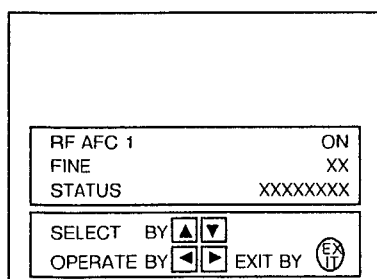 RF AFC 1 ON
FINE XX
STATUS XXXXXXXX
SELECT BY ▲ ▼
OPERATE BY ◄ ► EXIT BY EXIT